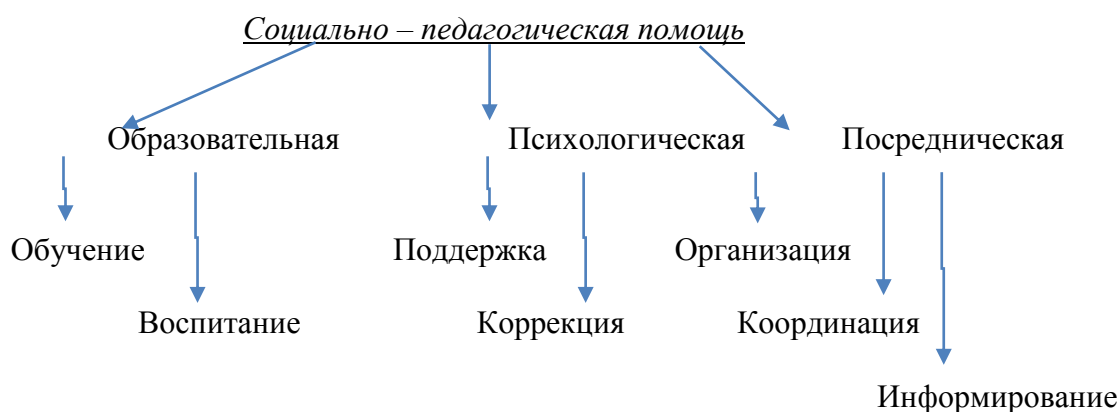 Социально – педагогическая помощь
Образовательная Психологическая Посредническая
Обучение Поддержка Организация
Воспитание Коррекция Координация
Информирование